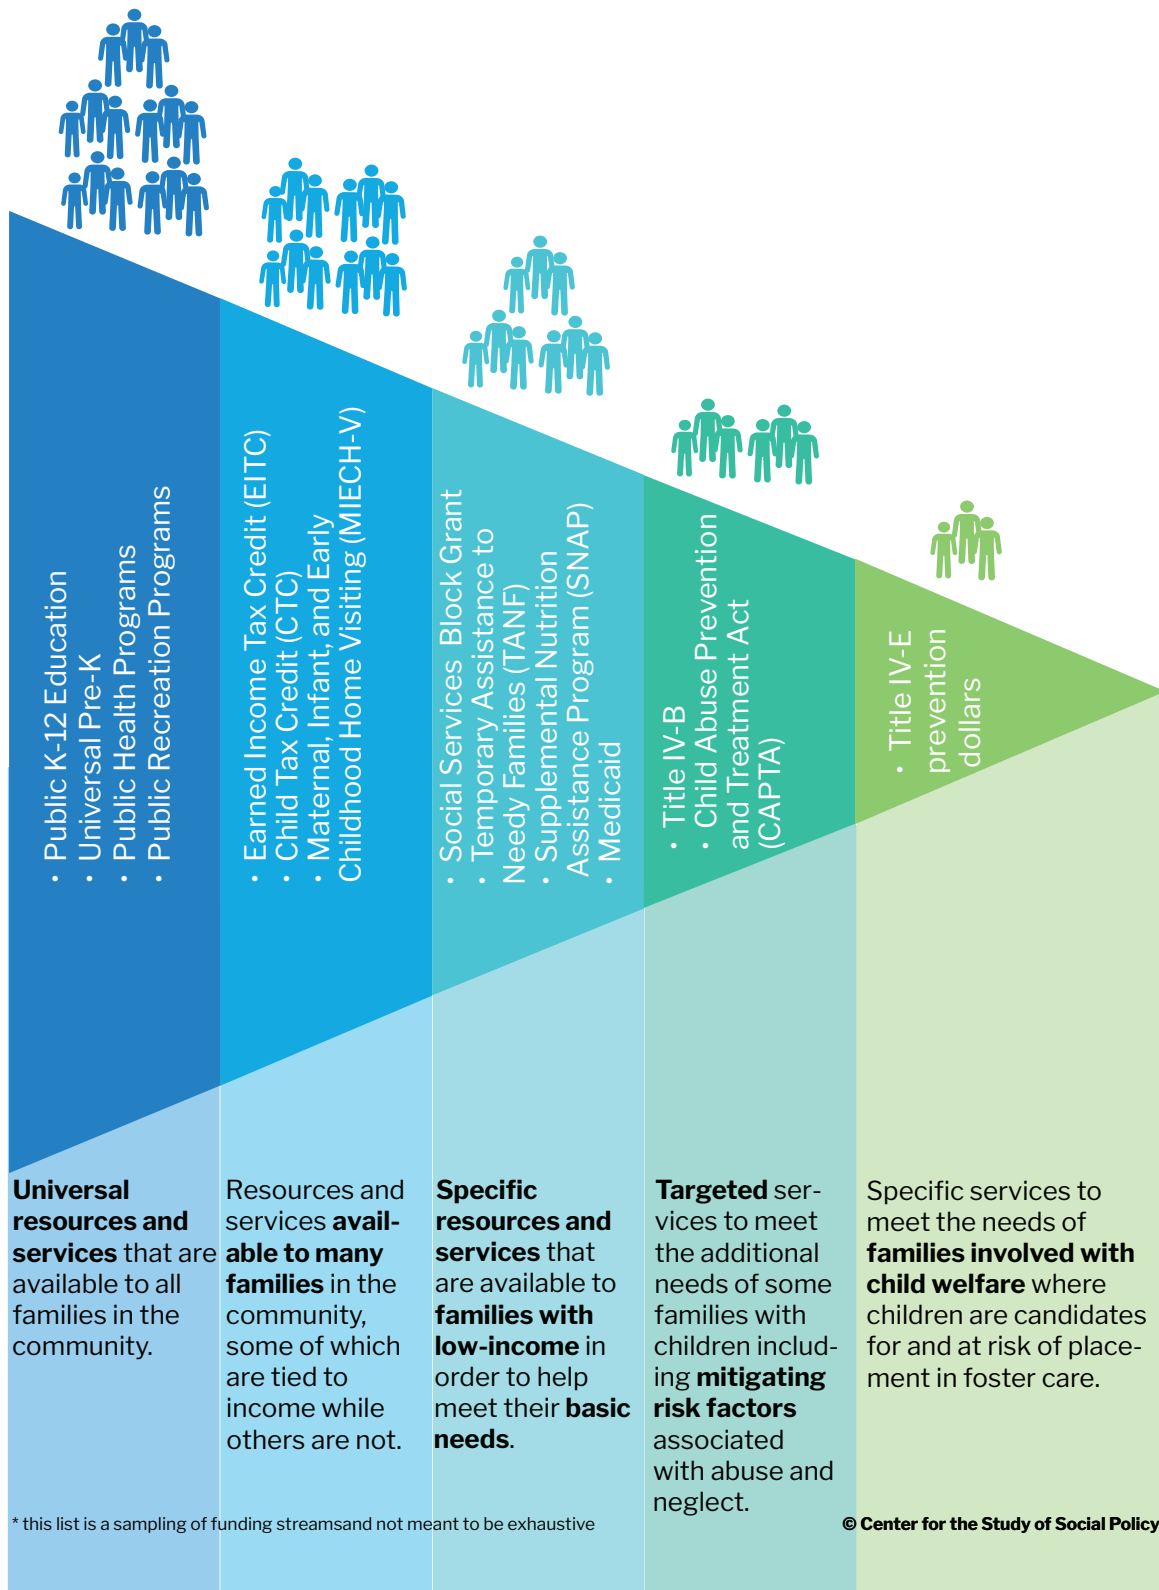 • Public K-12 Education
• Universal Pre-K
• Public Health Programs
• Public Recreation Programs
• Earned Income Tax Credit (EITC)
• Child Tax Credit (CTC)
• Maternal, Infant, and Early
Childhood Home Visiting (MIECH-V)
• Social Services Block Grant
• Temporary Assistance to
Needy Families (TANF)
• Supplemental Nutrition
Assistance Program (SNAP)
• Medicaid
• Title IV-B
• Child Abuse Prevention
and Treatment Act
(CAPTA)
• Title IV-E
prevention
dollars
Universal
resources and
services that are
available to all
families in the
community.
Resources and
services avail-
able to many
families in the
community,
some of which
are tied to
income while
others are not.
Specific
resources and
services that
are available to
families with
low-income in
order to help
meet their basic
needs.
Targeted ser-
vices to meet
the additional
needs of some
families with
children includ-
ing mitigating
risk factors
associated
with abuse and
neglect.
Specific services to
meet the needs of
families involved with
child welfare where
children are candidates
for and at risk of place-
ment in foster care.
* this list is a sampling of funding streamsand not meant to be exhaustive
© Center for the Study of Social Policy